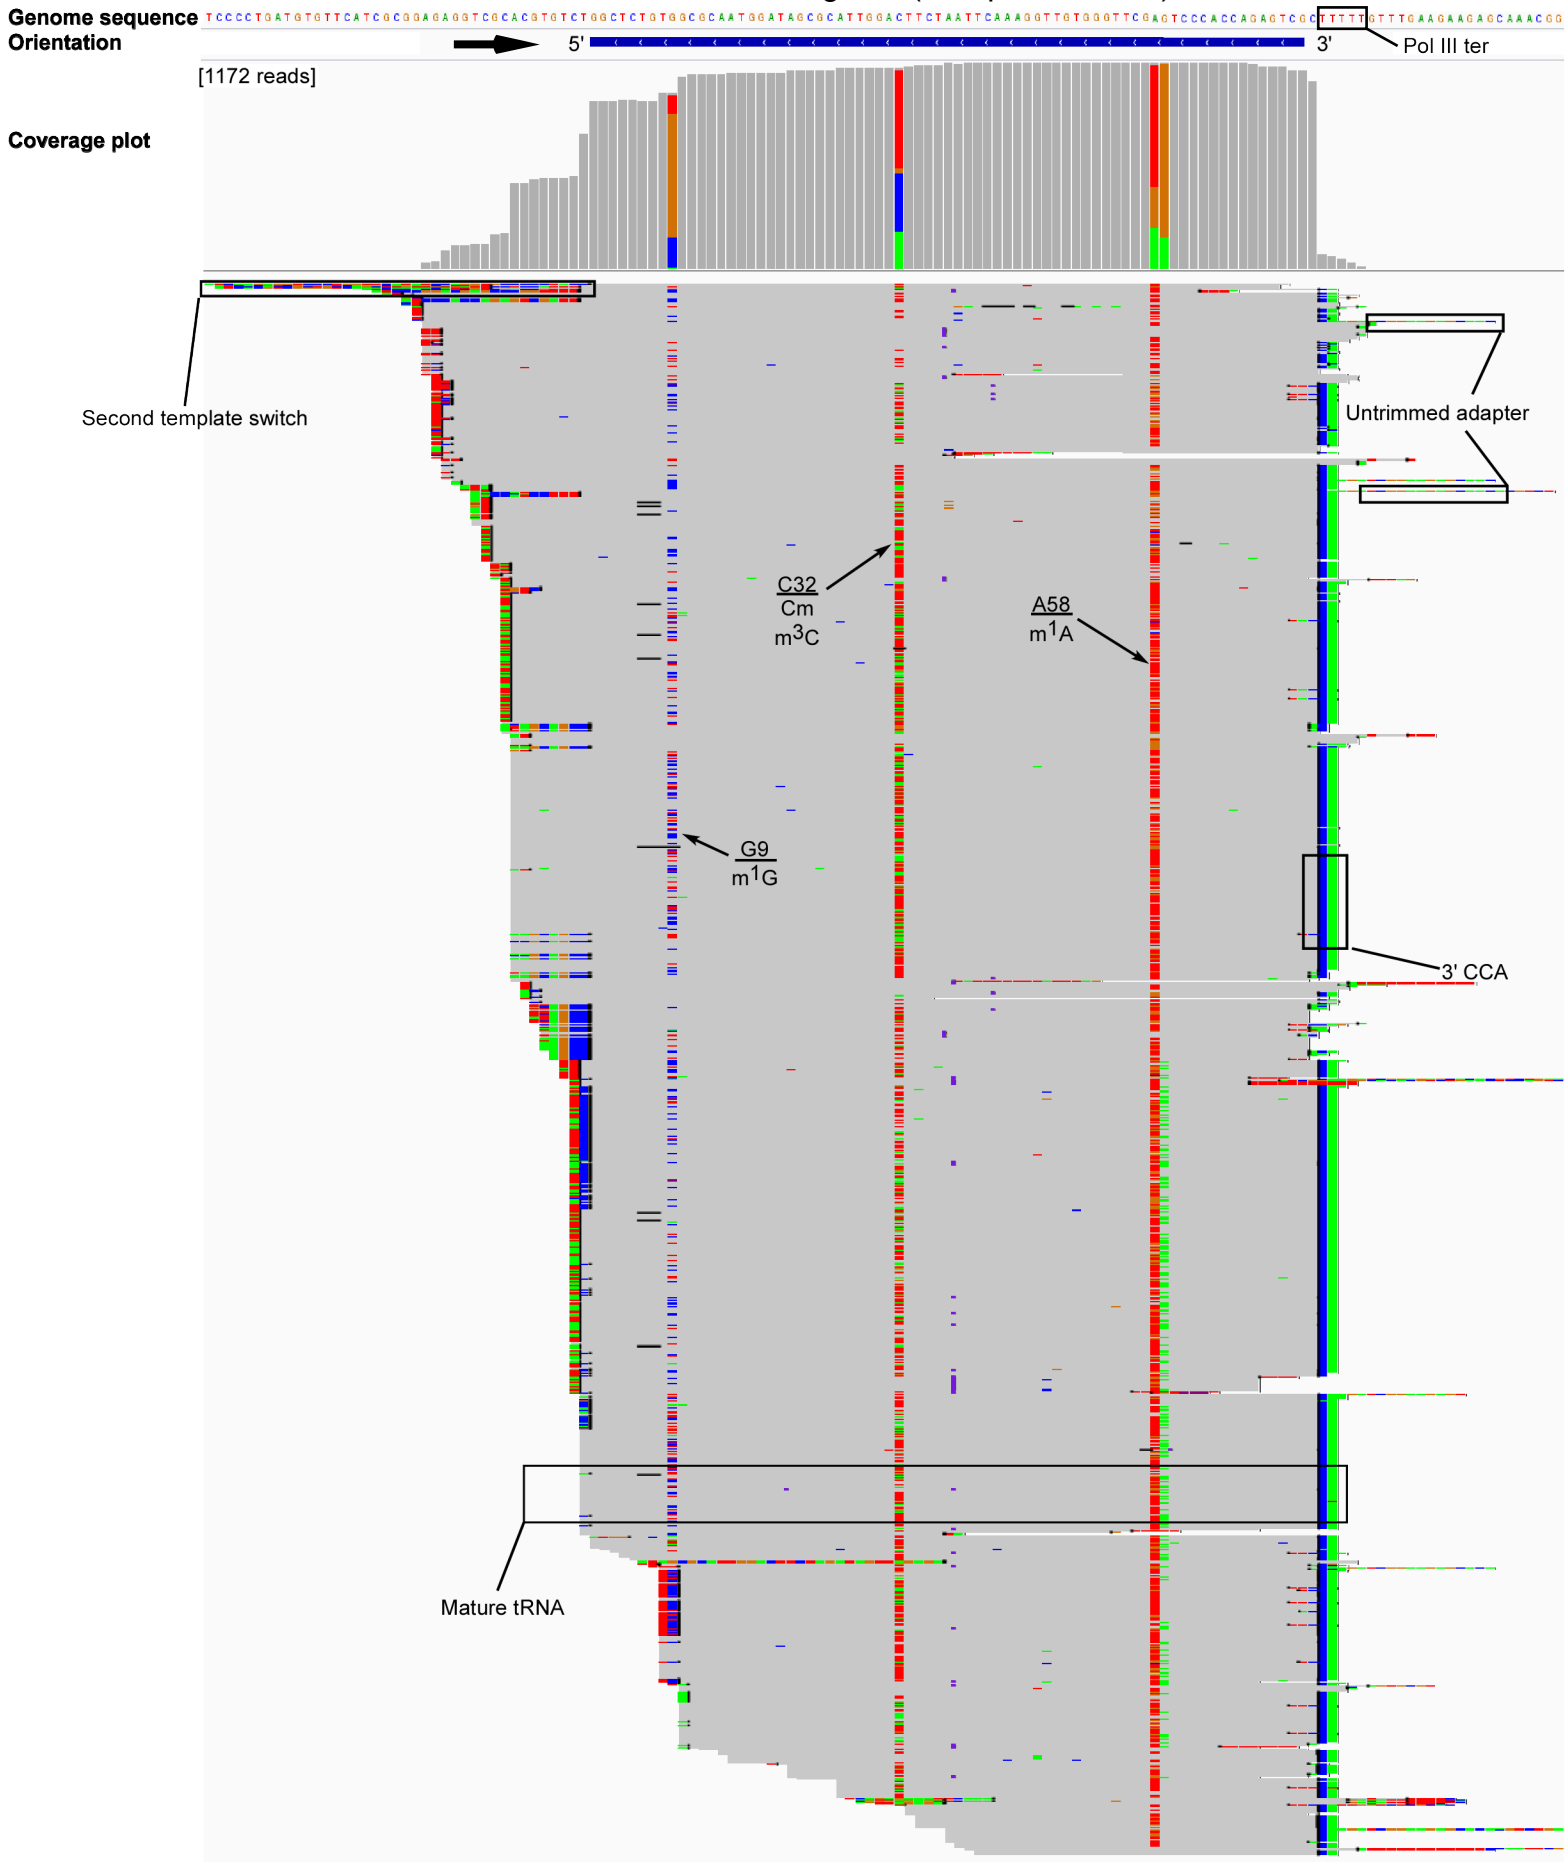 Genome sequence TCCCCTGATGTGTTCATCGCGGAGAGGTCGCACGTGTCTGGCTCTGTGGCGCAATGGATAGCGCATTGGACTTCTAATTCAAAGGTTGTGGGTTCGAGTCCCACCAGAGTCGCTTTTTGTTTGAAGAAGAGCAAACGG
Orientation 5' 3' Pol III ter
[1172 reads]
Coverage plot
Second template switch
Untrimmed adapter
C32
Cm
m3C
A58
m1A
G9
m1G
3' CCA
Mature tRNA